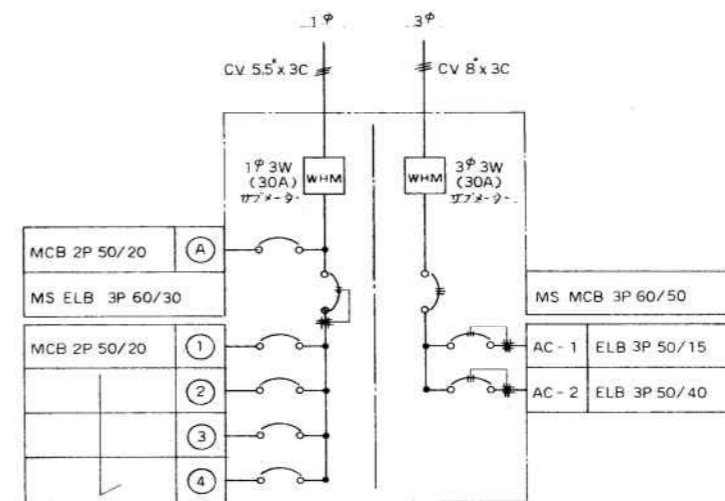 1φ
3φ
CV 5.5□x 3C
CV 8□x 3C
1φ 3W
(30A)
サブメーター
WHM
WHM
3φ 3W
(30A)
サブメーター
MCB 2P 50/20
A
MS ELB 3P 60/30
MS MCB 3P 60/50
MCB 2P 50/20
1
2
3
4
AC-1
ELB 3P 50/15
AC-2
ELB 3P 50/40